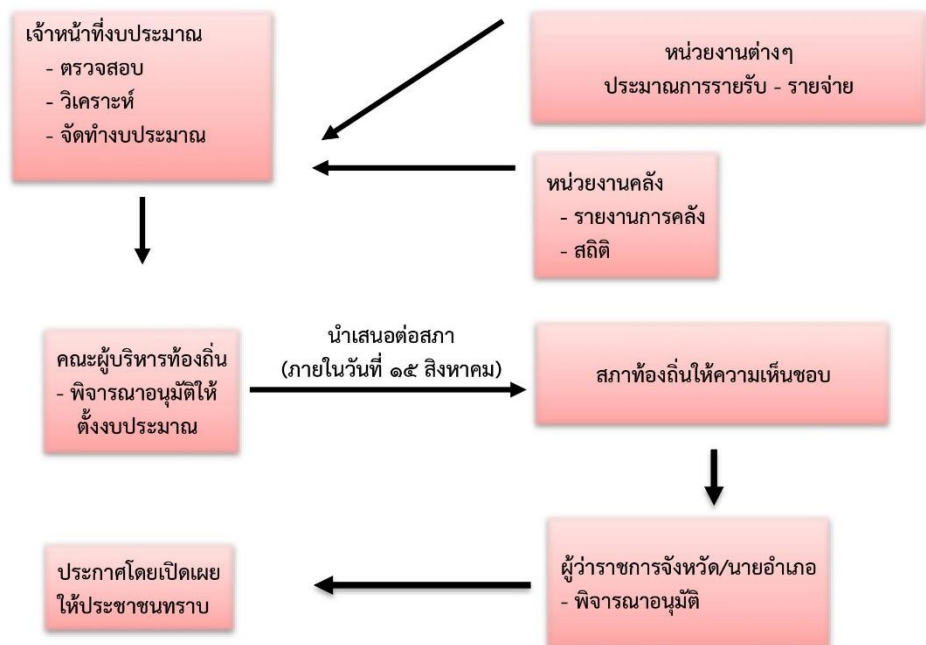 เจ้าหน้าที่งบประมาณ
- ตรวจสอบ
- วิเคราะห์
- จัดทำงบประมาณ
หน่วยงานต่างๆ
ประมาณการรายรับ - รายจ่าย
หน่วยงานคลัง
- รายงานการคลัง
- สถิติ
คณะผู้บริหารท้องถิ่น
- พิจารณาอนุมัติให้
ตั้งงบประมาณ
นำเสนอต่อสภา
(ภายในวันที่ ๑๕ สิงหาคม)
สภาท้องถิ่นให้ความเห็นชอบ
ผู้ว่าราชการจังหวัด/นายอำเภอ
- พิจารณาอนุมัติ
ประกาศโดยเปิดเผย
ให้ประชาชนทราบ